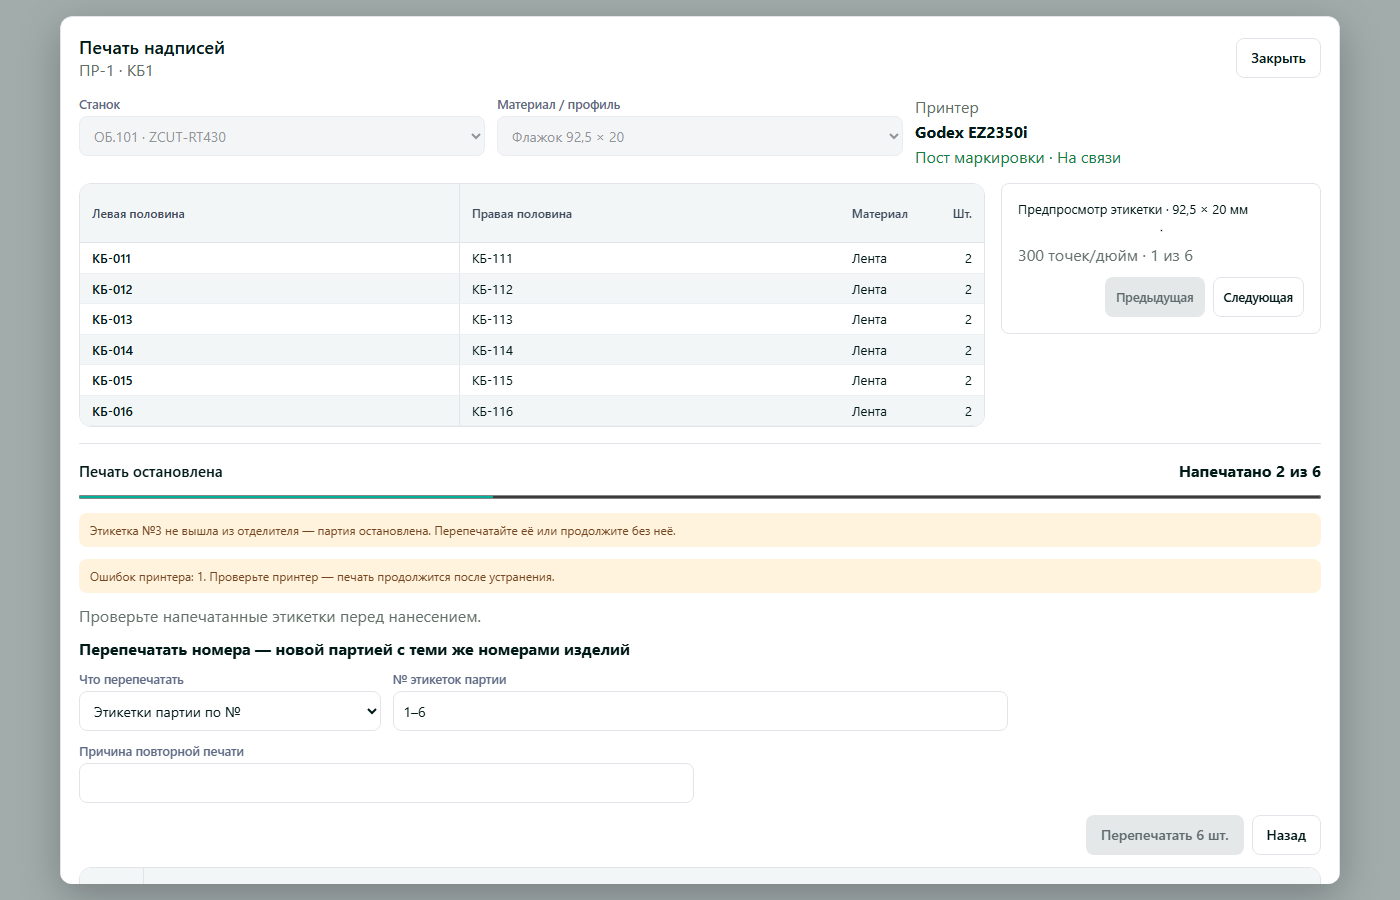 Печать надписей
ПР-1 · КБ1
Закрыть
Станок
Материал / профиль
Принтер
ОБ.101 · ZCUT-RT430
Флажок 92,5 × 20
Godex EZ2350i
Пост маркировки · На связи
Левая половина Правая половина Материал Шт.
КБ-011 КБ-111 Лента 2
КБ-012 КБ-112 Лента 2
КБ-013 КБ-113 Лента 2
КБ-014 КБ-114 Лента 2
КБ-015 КБ-115 Лента 2
КБ-016 КБ-116 Лента 2
Предпросмотр этикетки · 92,5 × 20 мм
300 точек/дюйм · 1 из 6
Предыдущая Следующая
Печать остановлена Напечатано 2 из 6
Этикетка №3 не вышла из отделителя — партия остановлена. Перепечатайте её или продолжите без неё.
Ошибок принтера: 1. Проверьте принтер — печать продолжится после устранения.
Проверьте напечатанные этикетки перед нанесением.
Перепечатать номера — новой партией с теми же номерами изделий
Что перепечатать № этикеток партии
Этикетки партии по № 1–6
Причина повторной печати
Перепечатать 6 шт. Назад